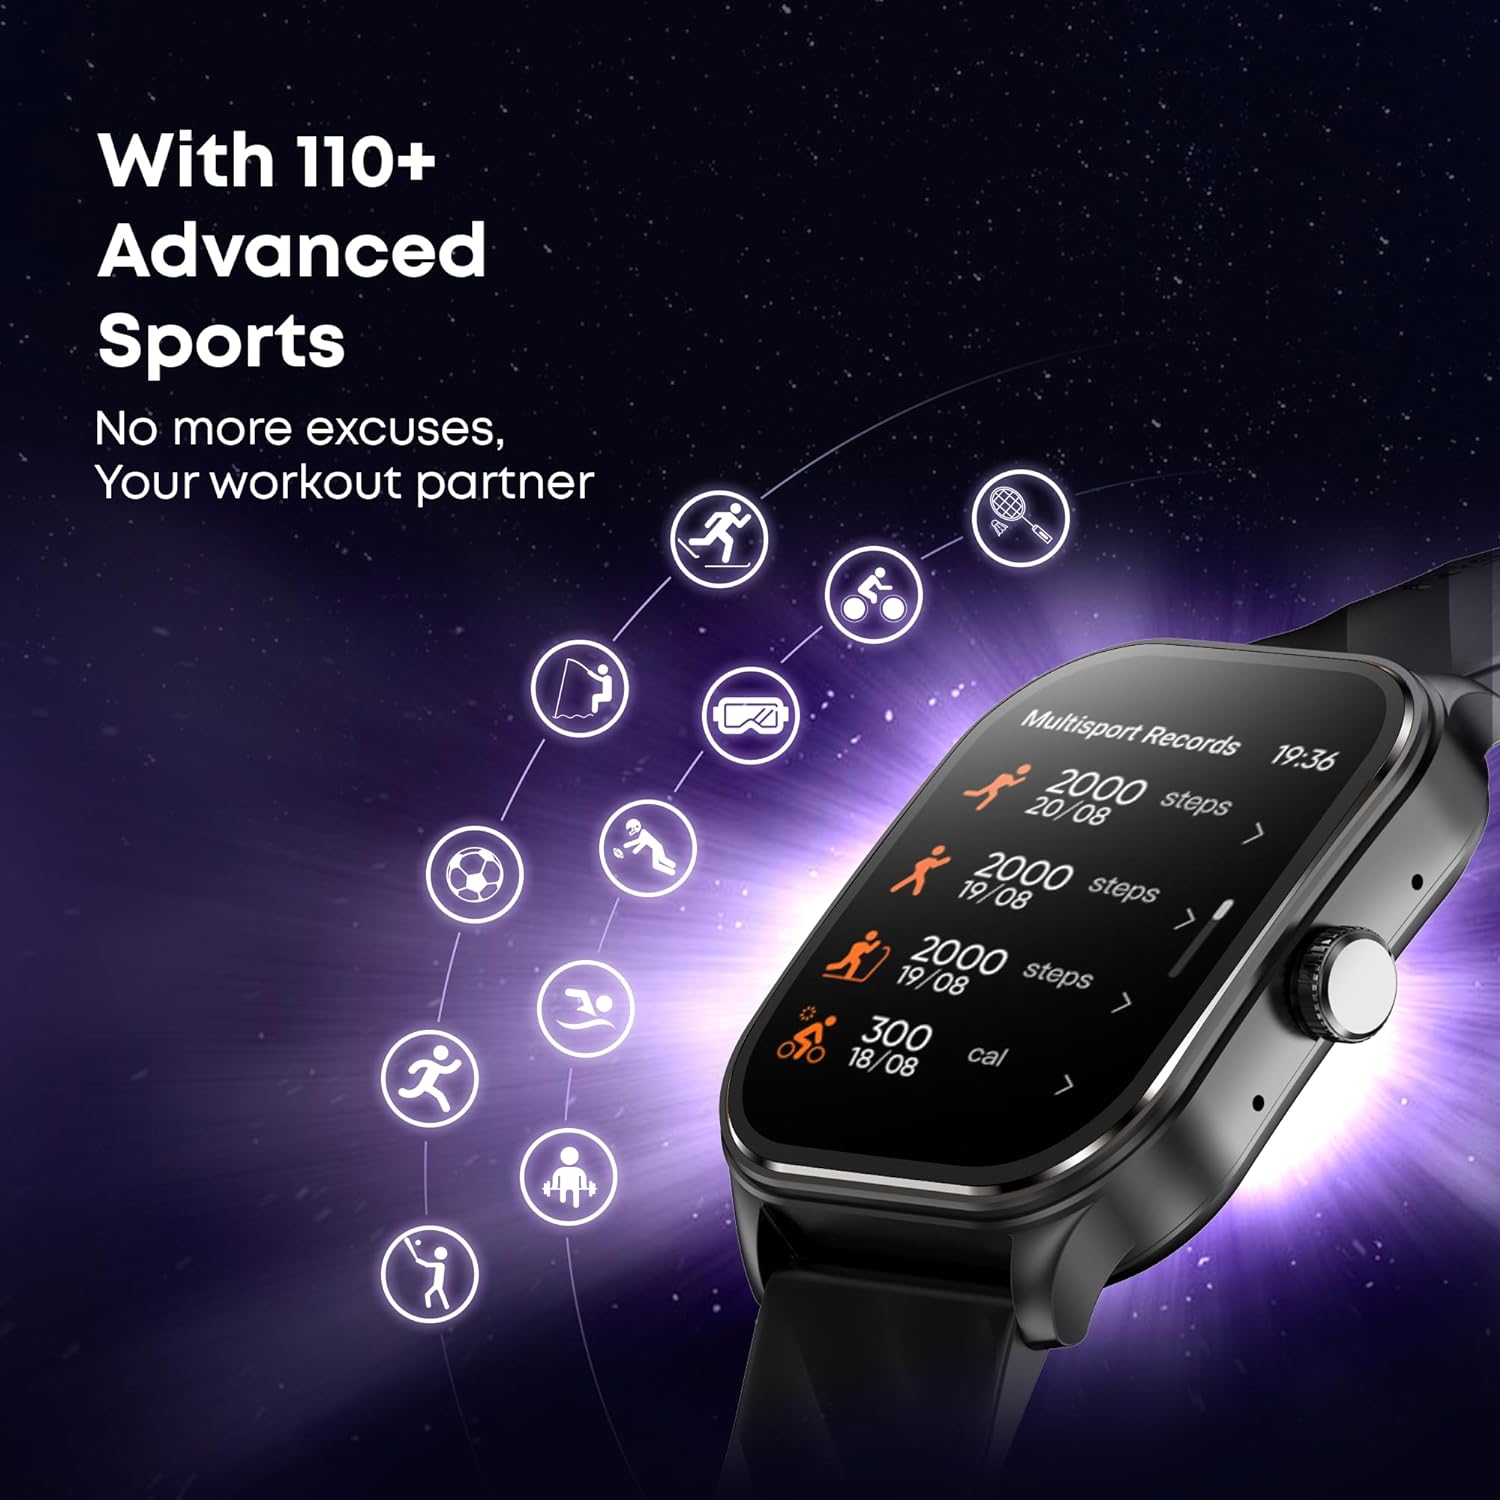 With 110+
Advanced
Sports
No more excuses,
Your workout partner
Multisport Records 19:36
2000 steps
20/08
2000 steps
19/08
2000 steps
19/08
300 cal
18/08